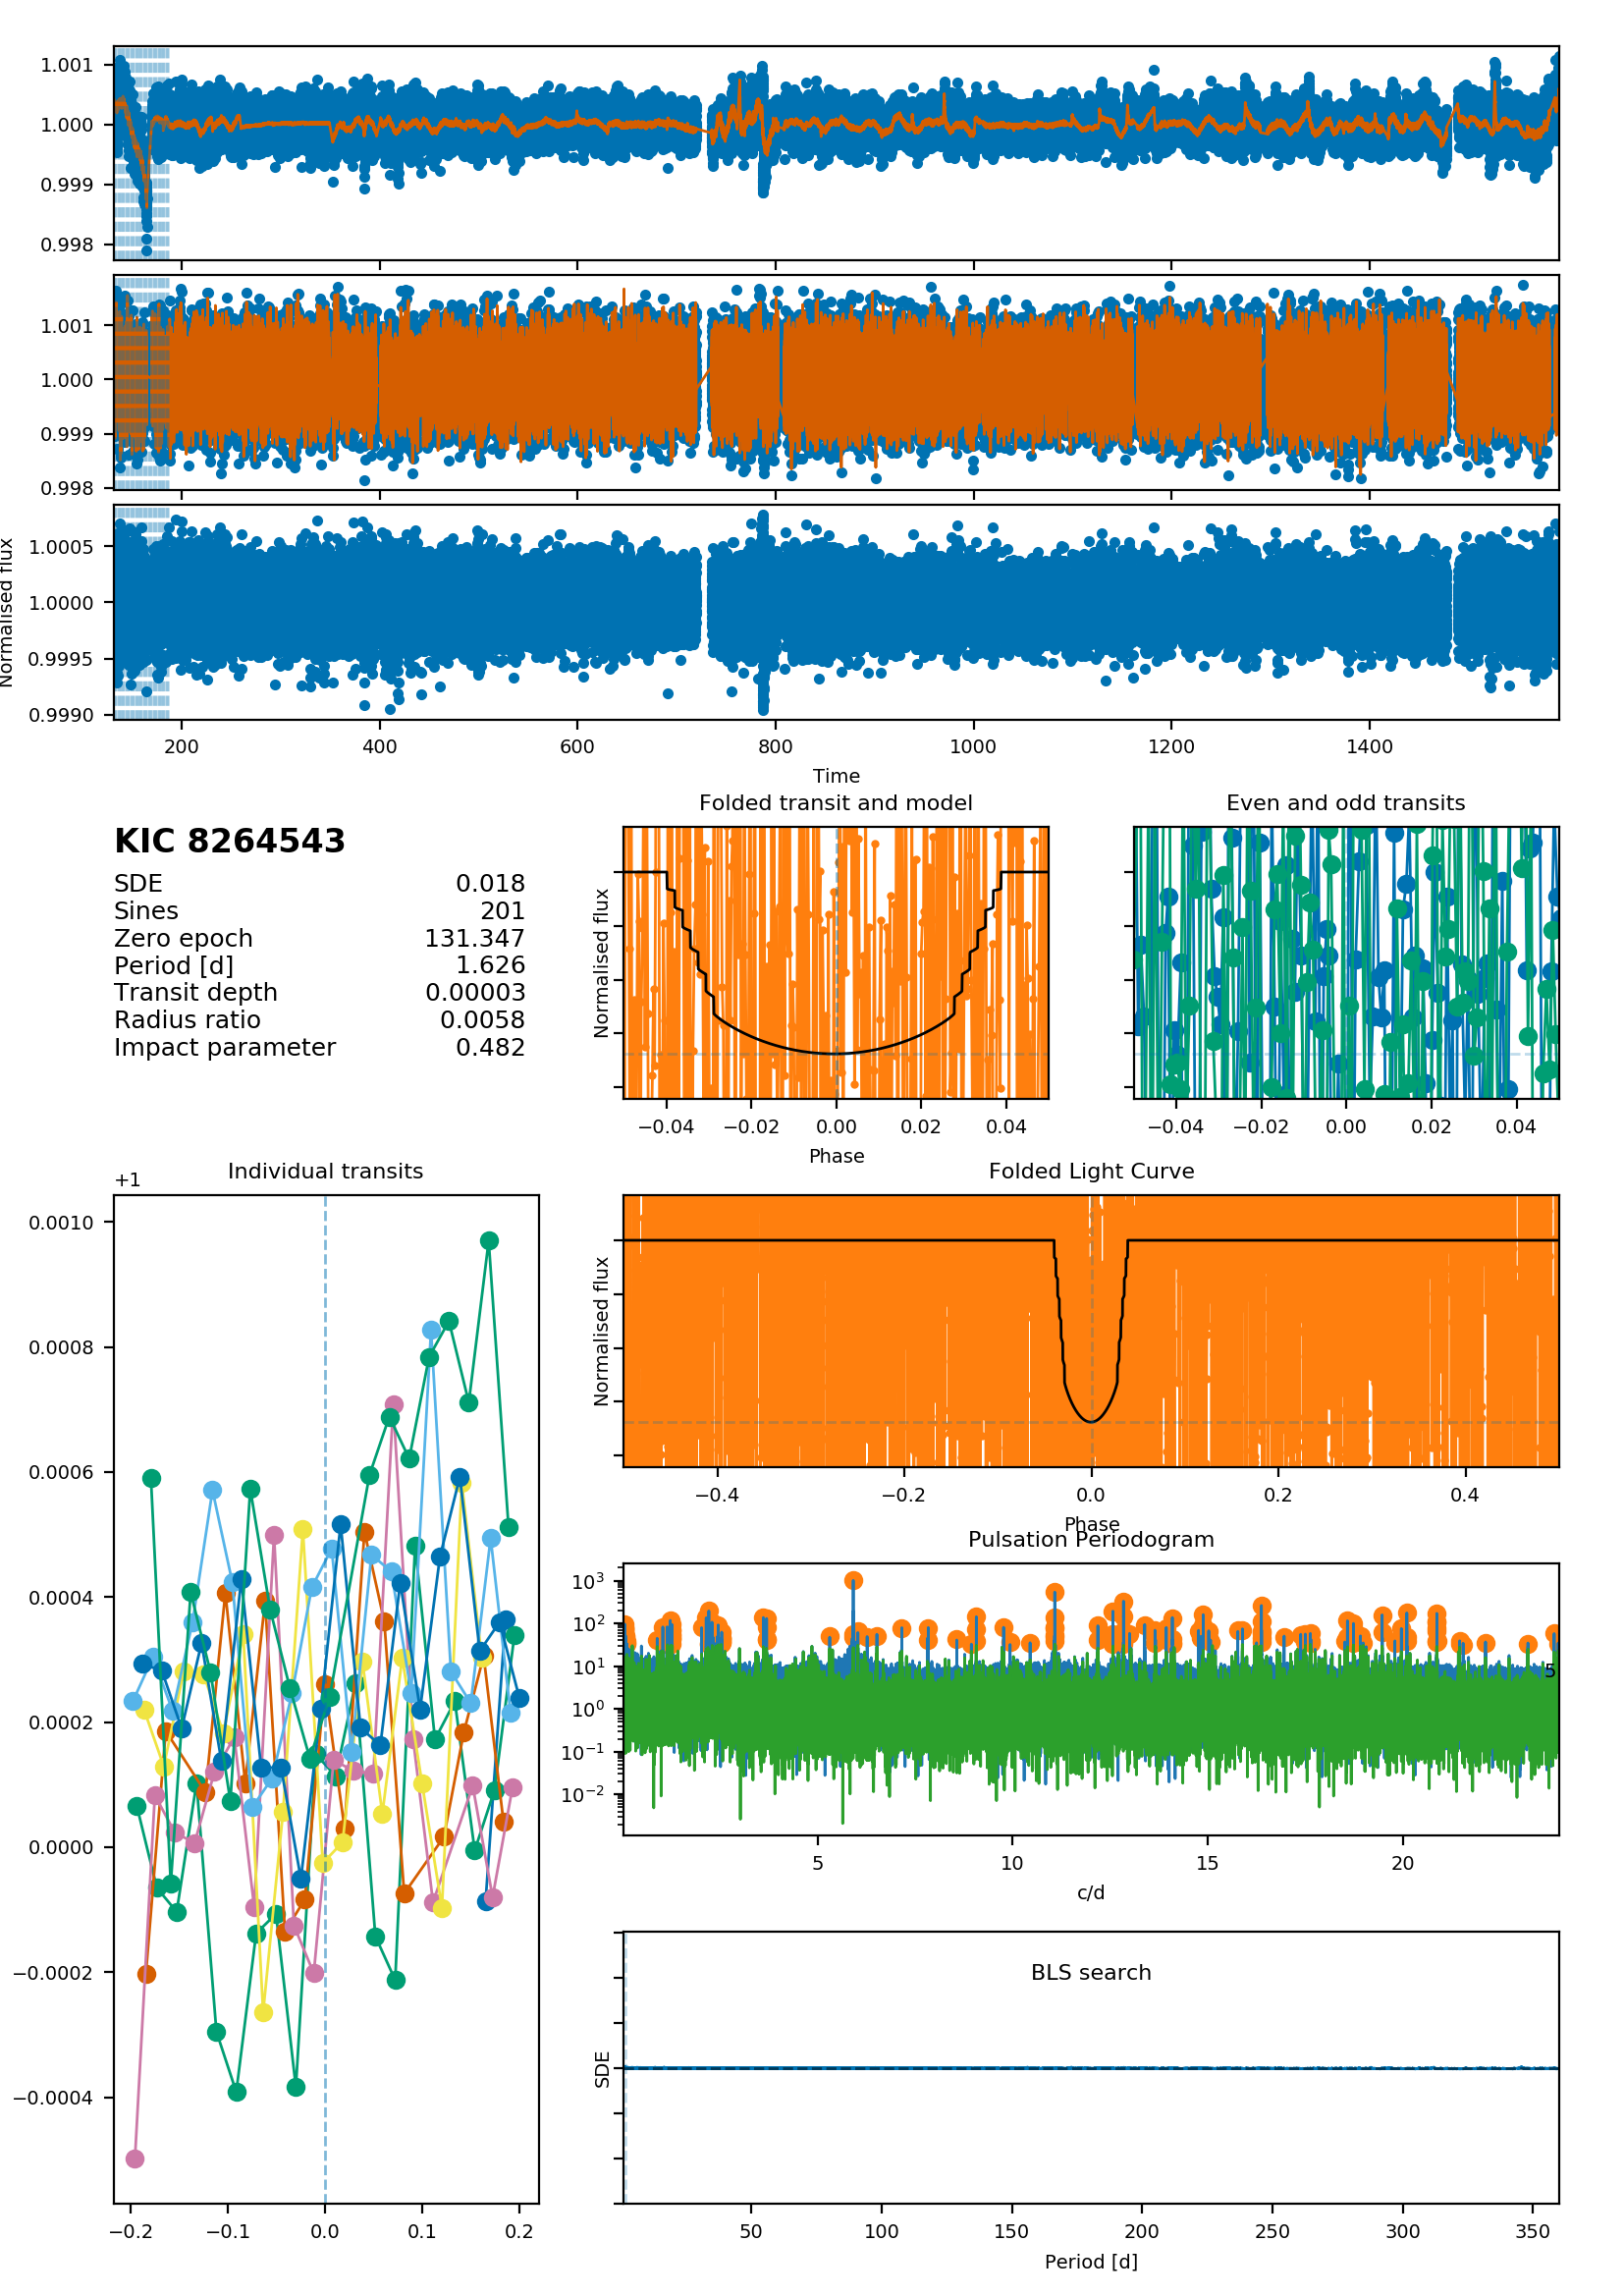 1.001
1.000
0.999
0.998
1.001
1.000
0.999
0.998
Normalised flux
1.0005
1.0000
0.9995
0.9990
200 400 600 800 1000 1200 1400
Time
KIC 8264543
SDE 0.018
Sines 201
Zero epoch 131.347
Period [d] 1.626
Transit depth 0.00003
Radius ratio 0.0058
Impact parameter 0.482
Folded transit and model
Normalised flux
−0.04 −0.02 0.00 0.02 0.04
Phase
Even and odd transits
−0.04 −0.02 0.00 0.02 0.04
Individual transits
+1
0.0010
0.0008
0.0006
0.0004
0.0002
0.0000
−0.0002
−0.0004
−0.2 −0.1 0.0 0.1 0.2
Folded Light Curve
Normalised flux
−0.4 −0.2 0.0 0.2 0.4
Phase
Pulsation Periodogram
10³
10²
10¹
10⁰
10⁻¹
10⁻²
5
5 10 15 20
c/d
BLS search
SDE
50 100 150 200 250 300 350
Period [d]